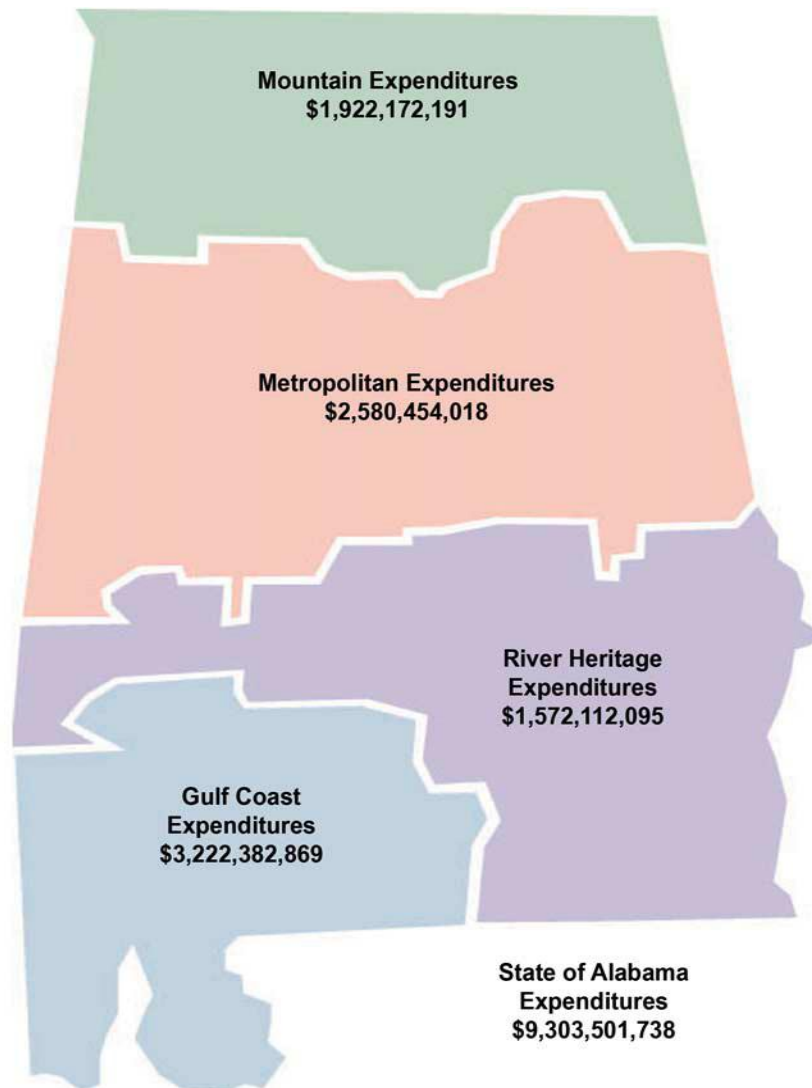 Mountain Expenditures
$1,922,172,191
Metropolitan Expenditures
$2,580,454,018
River Heritage
Expenditures
$1,572,112,095
Gulf Coast
Expenditures
$3,222,382,869
State of Alabama
Expenditures
$9,303,501,738